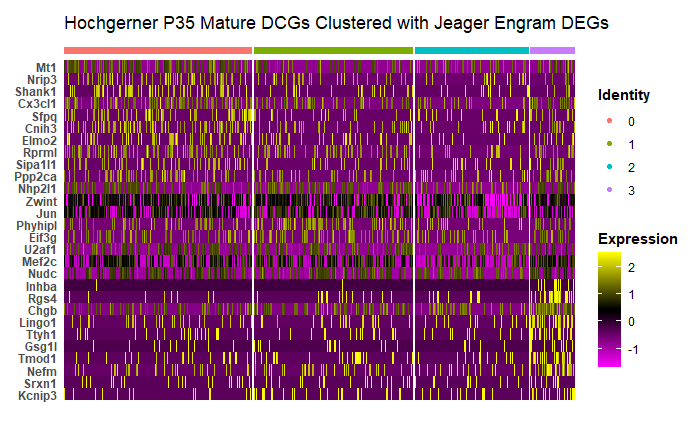 Hochgerner P35 Mature DCGs Clustered with Jeager Engram DEGs
Mt1
Nrip3
Shank1
Cx3cl1
Sfpq
Cnih3
Elmo2
Rprml
Sipa1l1
Ppp2ca
Nhp2l1
Zwint
Jun
Phyhipl
Eif3g
U2af1
Mef2c
Nudc
Inhba
Rgs4
Chgb
Lingo1
Ttyh1
Gsg1l
Tmod1
Nefm
Srxn1
Kcnip3
Identity
0
1
2
3
Expression
2
1
0
-1